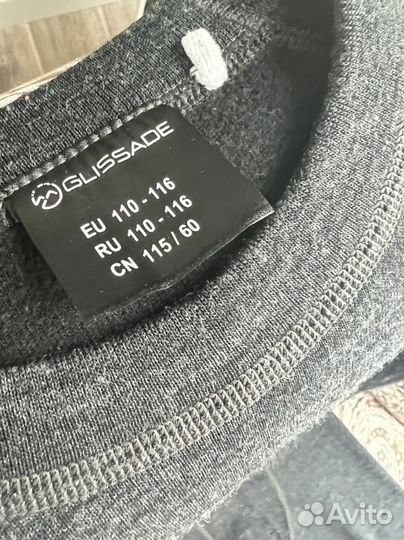 GLISSADE
EU 110 - 116
RU 110 - 116
CN 115 / 60
Avito